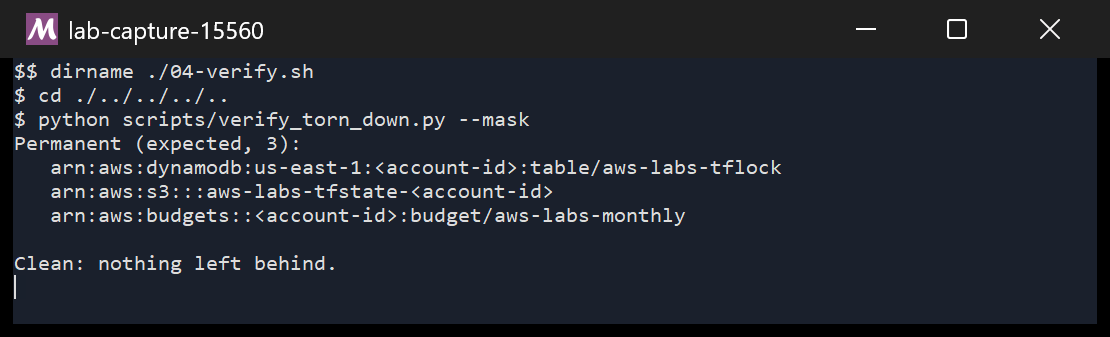 lab-capture-15560
$$ dirname ./04-verify.sh
$ cd ./../../../..
$ python scripts/verify_torn_down.py --mask
Permanent (expected, 3):
   arn:aws:dynamodb:us-east-1:<account-id>:table/aws-labs-tflock
   arn:aws:s3:::aws-labs-tfstate-<account-id>
   arn:aws:budgets::<account-id>:budget/aws-labs-monthly

Clean: nothing left behind.